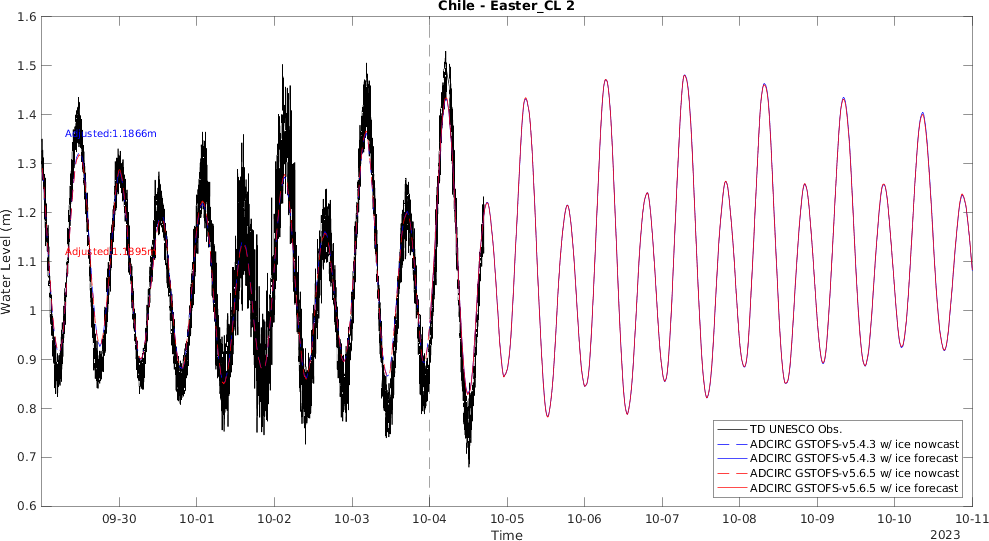 Chile - Easter_CL 2
Water Level (m)
1.6
1.5
1.4
1.3
1.2
1.1
1
0.9
0.8
0.7
0.6
Adjusted:1.1866m
Adjusted:1.1895m
TD UNESCO Obs.
ADCIRC GSTOFS-v5.4.3 w/ ice nowcast
ADCIRC GSTOFS-v5.4.3 w/ ice forecast
ADCIRC GSTOFS-v5.6.5 w/ ice nowcast
ADCIRC GSTOFS-v5.6.5 w/ ice forecast
09-30 10-01 10-02 10-03 10-04 10-05 10-06 10-07 10-08 10-09 10-10 10-11
Time
2023